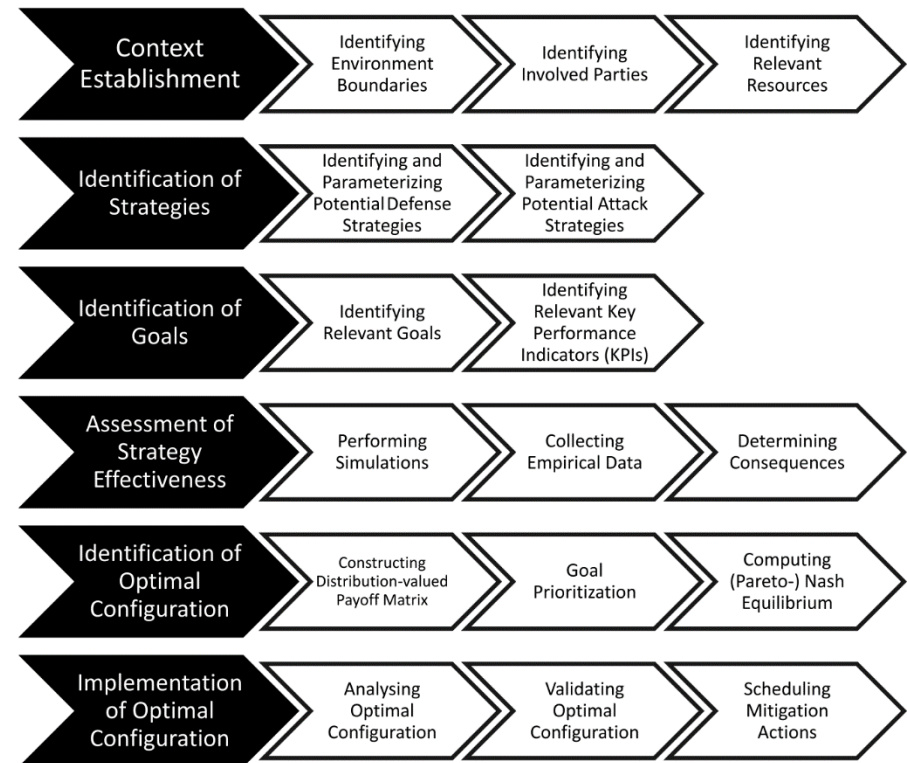 Context
Establishment
Identifying
Environment
Boundaries
Identifying
Involved Parties
Identifying
Relevant
Resources
Identification of
Strategies
Identifying and
Parameterizing
Potential Defense
Strategies
Identifying and
Parameterizing
Potential Attack
Strategies
Identification of
Goals
Identifying
Relevant Goals
Identifying
Relevant Key
Performance
Indicators (KPIs)
Assessment of
Strategy
Effectiveness
Performing
Simulations
Collecting
Empirical Data
Determining
Consequences
Identification of
Optimal
Configuration
Constructing
Distribution-valued
Payoff Matrix
Goal
Prioritization
Computing
(Pareto-) Nash
Equilibrium
Implementation
of Optimal
Configuration
Analysing
Optimal
Configuration
Validating
Optimal
Configuration
Scheduling
Mitigation
Actions